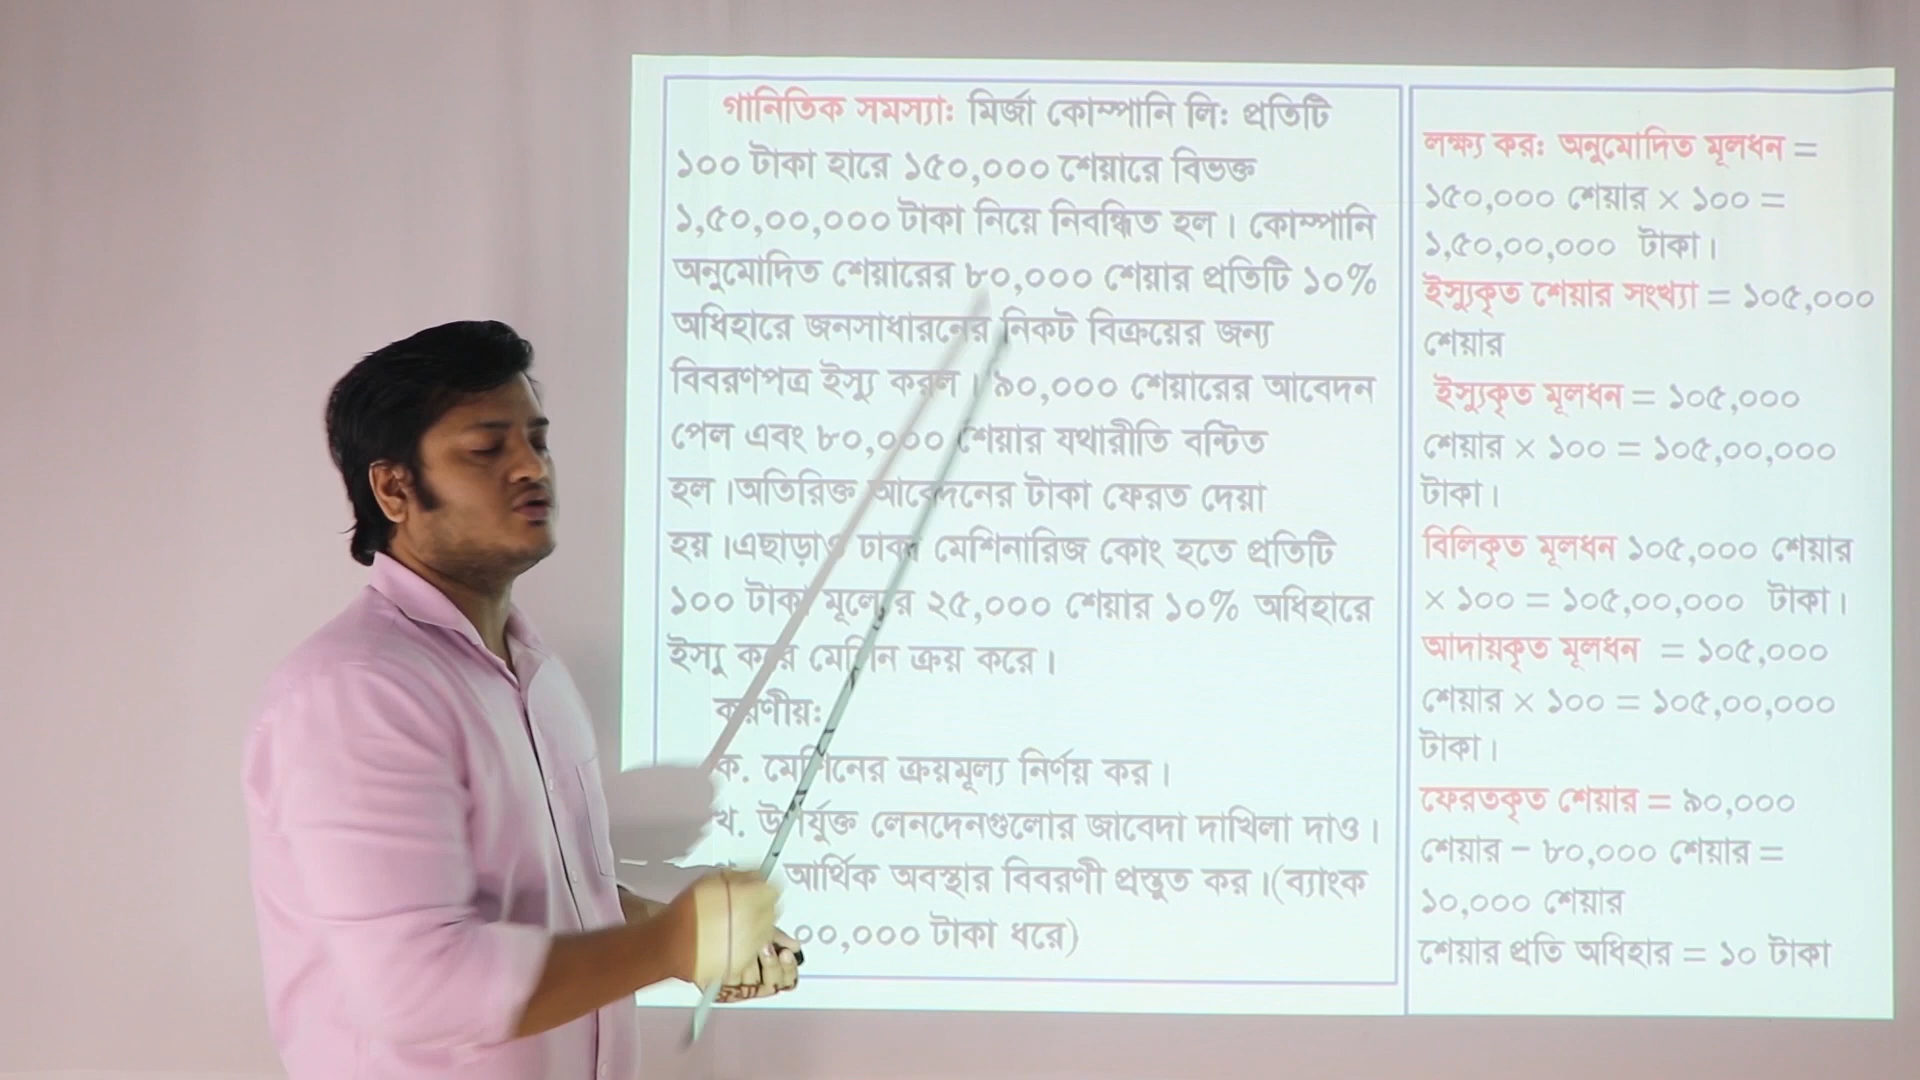 গানিতিক সমস্যা: মির্জা কোম্পানি লি: প্রতিটি
১০০ টাকা হারে ১৫০,০০০ শেয়ারে বিভক্ত
১,৫০,০০,০০০ টাকা নিয়ে নিবন্ধিত হল। কোম্পানি
অনুমোদিত শেয়ারের ৮০,০০০ শেয়ার প্রতিটি ১০%
অধিহারে জনসাধারনের নিকট বিক্রয়ের জন্য
বিবরণপত্র ইস্যু করল। ৯০,০০০ শেয়ারের আবেদন
পেল এবং ৮০,০০০ শেয়ার যথারীতি বন্টিত
হল।অতিরিক্ত আবেদনের টাকা ফেরত দেয়া
হয়।এছাড়াও ঢাকা মেশিনারিজ কোং হতে প্রতিটি
১০০ টাকা মূল্যের ২৫,০০০ শেয়ার ১০% অধিহারে
ইস্যু করে মেশিন ক্রয় করে।
করণীয়:
ক. মেশিনের ক্রয়মূল্য নির্ণয় কর।
খ. উপর্যুক্ত লেনদেনগুলোর জাবেদা দাখিলা দাও।
আর্থিক অবস্থার বিবরণী প্রস্তুত কর।(ব্যাংক
০০,০০০ টাকা ধরে)
লক্ষ্য কর: অনুমোদিত মূলধন =
১৫০,০০০ শেয়ার × ১০০ =
১,৫০,০০,০০০ টাকা।
ইস্যুকৃত শেয়ার সংখ্যা = ১০৫,০০০
শেয়ার
ইস্যুকৃত মূলধন = ১০৫,০০০
শেয়ার × ১০০ = ১০৫,০০,০০০
টাকা।
বিলিকৃত মূলধন ১০৫,০০০ শেয়ার
× ১০০ = ১০৫,০০,০০০ টাকা।
আদায়কৃত মূলধন = ১০৫,০০০
শেয়ার × ১০০ = ১০৫,০০,০০০
টাকা।
ফেরতকৃত শেয়ার = ৯০,০০০
শেয়ার – ৮০,০০০ শেয়ার =
১০,০০০ শেয়ার
শেয়ার প্রতি অধিহার = ১০ টাকা